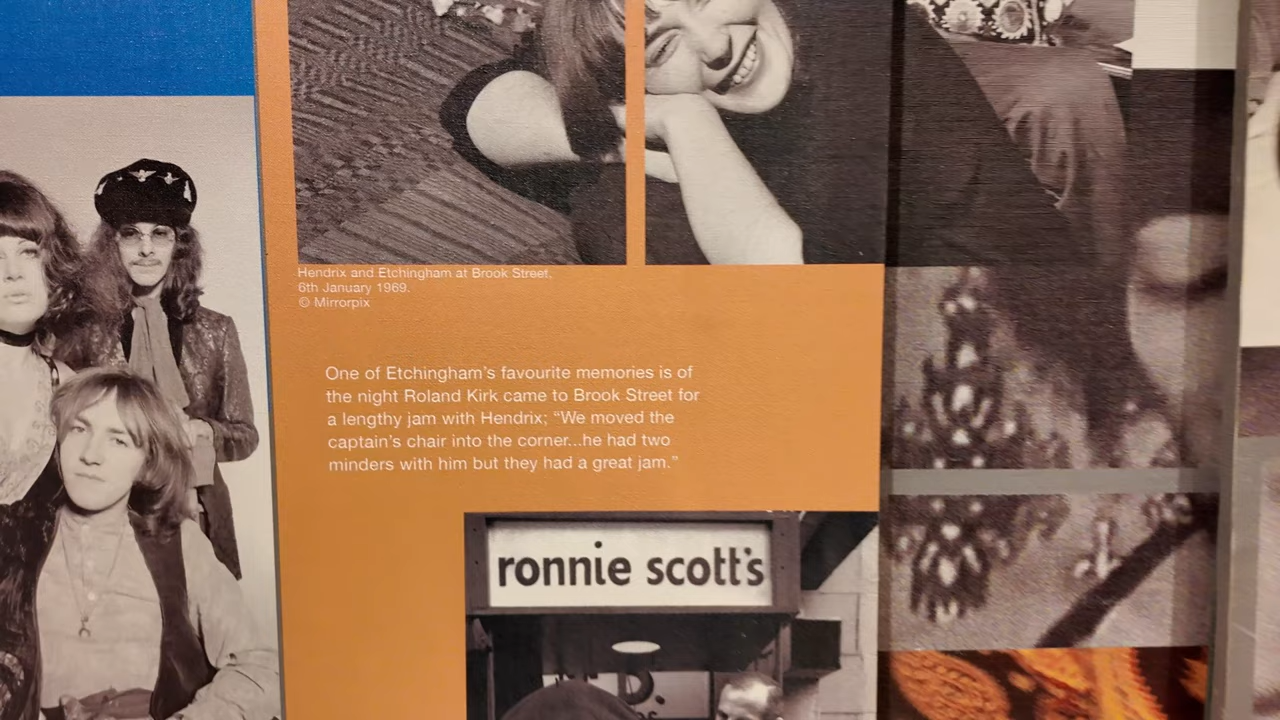 Hendrix and Etchingham at Brook Street.
6th January 1969.
© Mirrorpix
One of Etchingham's favourite memories is of
the night Roland Kirk came to Brook Street for
a lengthy jam with Hendrix; “We moved the
captain's chair into the corner...he had two
minders with him but they had a great jam.”
ronnie scott's